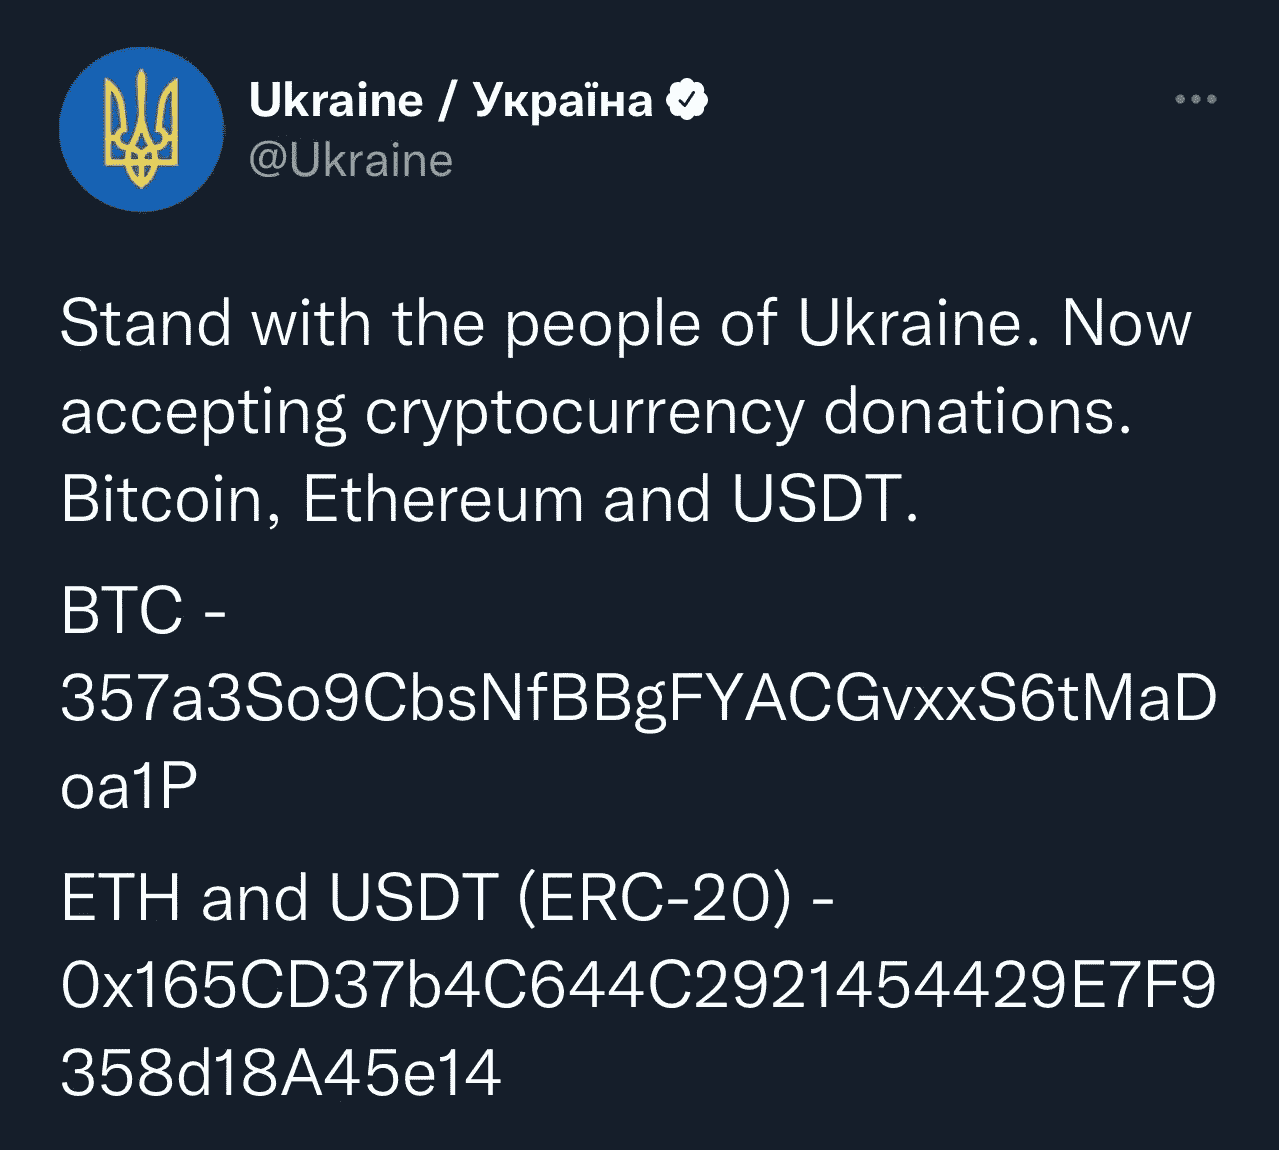 Ukraine / Україна
@Ukraine
Stand with the people of Ukraine. Now
accepting cryptocurrency donations.
Bitcoin, Ethereum and USDT.
BTC -
357a3So9CbsNfBBgFYACGvxxS6tMaD
oa1P
ETH and USDT (ERC-20) -
0x165CD37b4C644C2921454429E7F9
358d18A45e14